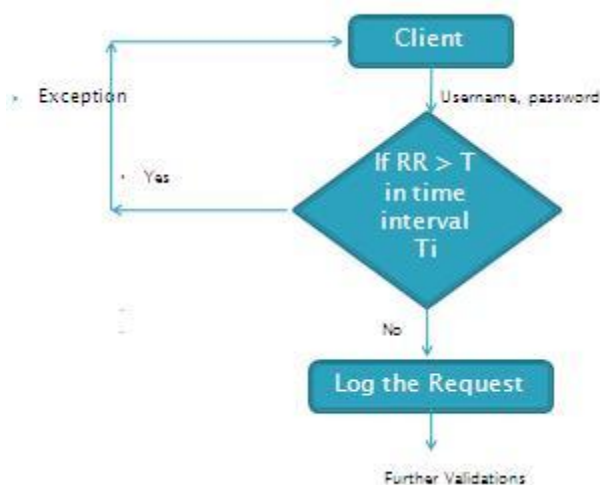 Client
Exception
Username, password
If RR > T
in time
interval
Ti
Yes
No
Log the Request
Further Validations